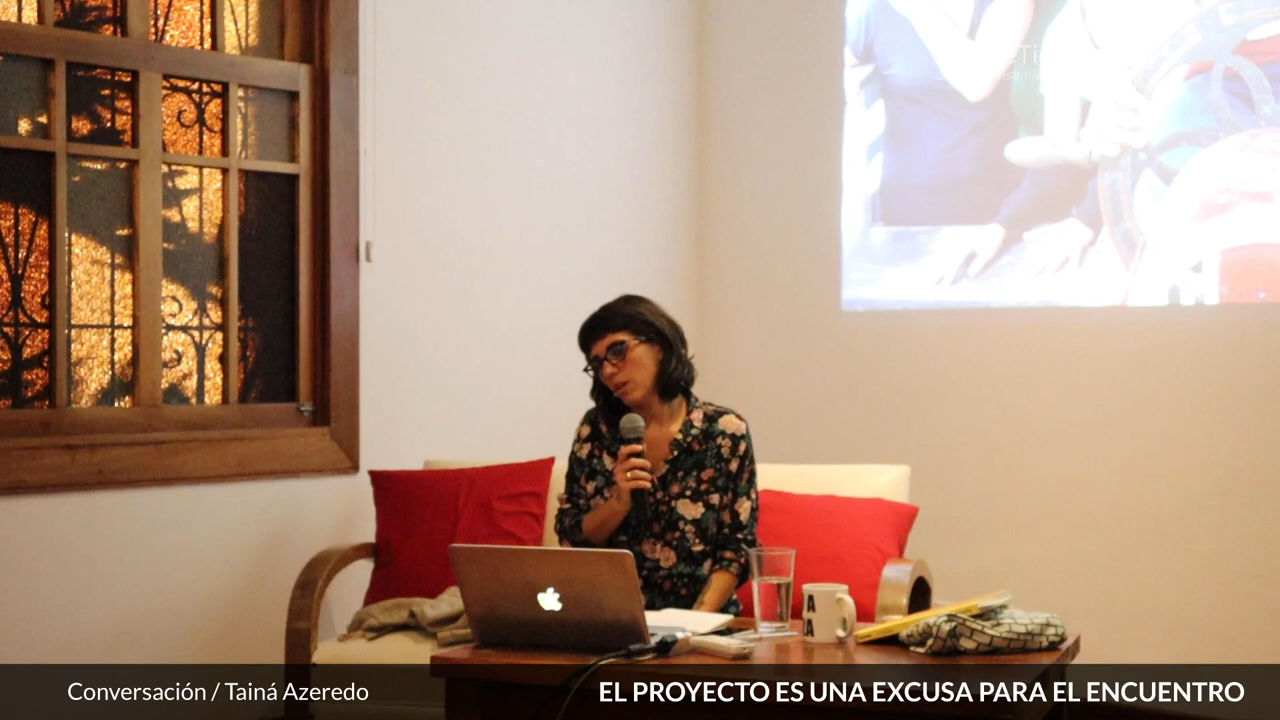 Conversación / Tainá Azeredo
EL PROYECTO ES UNA EXCUSA PARA EL ENCUENTRO